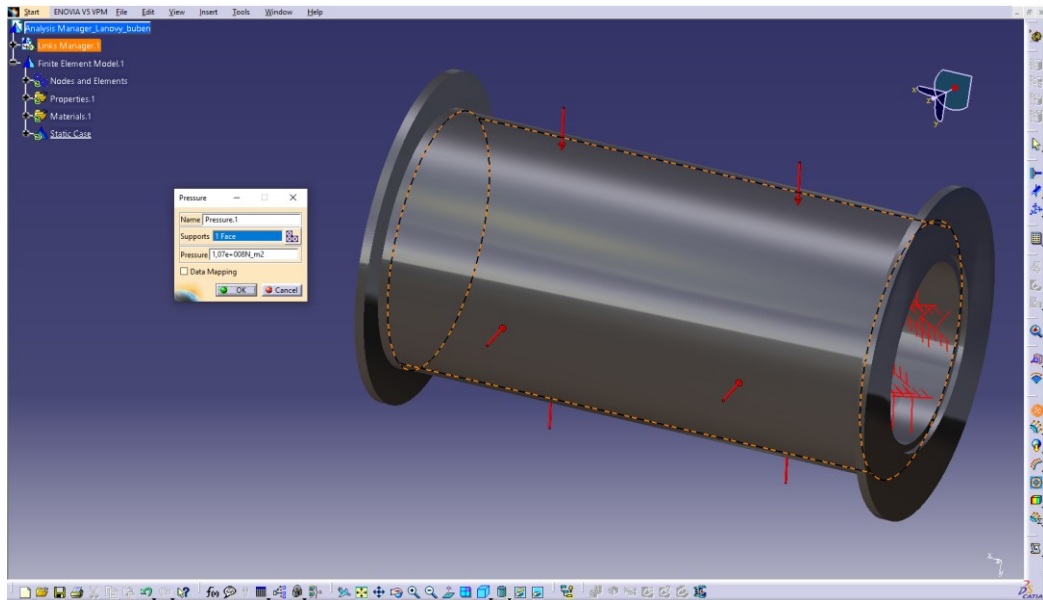 Start ENOVIA V5 VPM File Edit View Insert Tools Window Help
Analysis Manager_Lanovy_buben
Links Manager.1
Finite Element Model.1
Nodes and Elements
Properties.1
Materials.1
Static Case
Pressure
Name Pressure.1
Supports 1 Face
Pressure 1,07e+008N_m2
Data Mapping
OK Cancel
x
z
y
f(x)
CATIA